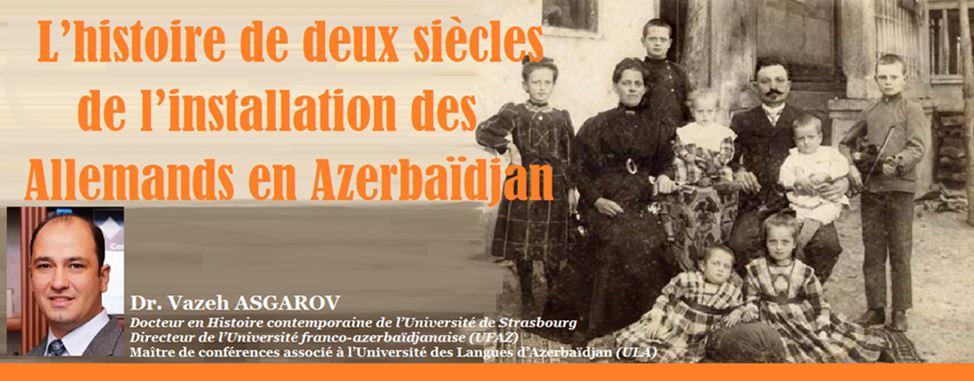 L'histoire de deux siècles
de l'installation des
Allemands en Azerbaïdjan
Dr. Vazeh ASGAROV
Docteur en Histoire contemporaine de l'Université de Strasbourg
Directeur de l'Université franco-azerbaïdjanaise (UFAZ)
Maître de conférences associé à l'Université des Langues d'Azerbaïdjan (ULA)